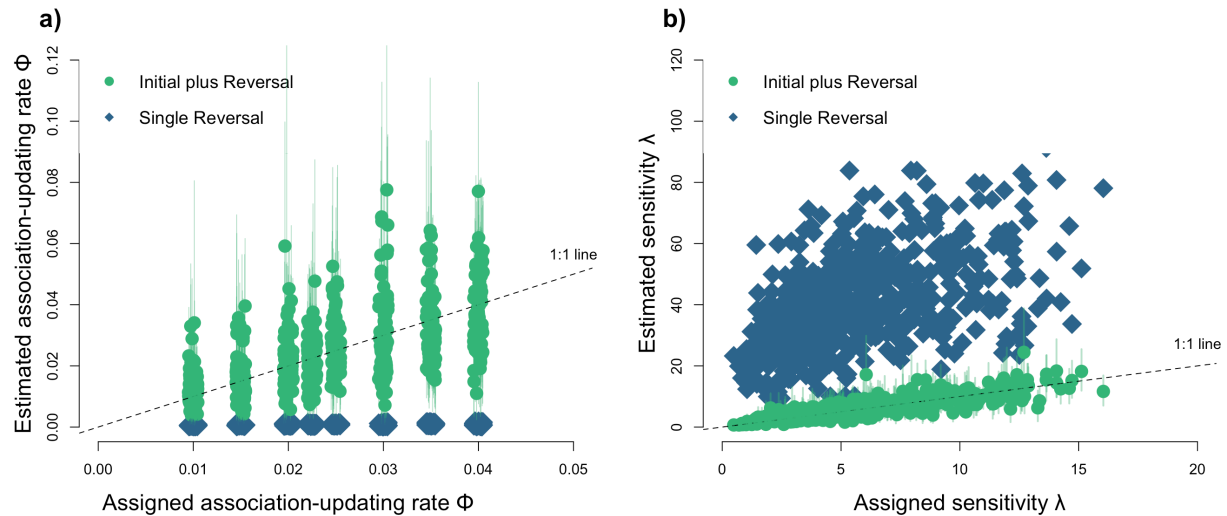 a)
Estimated association-updating rate Φ
0.12
0.10
0.08
0.06
0.04
0.02
0.00
Initial plus Reversal
Single Reversal
1:1 line
0.00 0.01 0.02 0.03 0.04 0.05
Assigned association-updating rate Φ
b)
Estimated sensitivity λ
120
100
80
60
40
20
0
Initial plus Reversal
Single Reversal
1:1 line
0 5 10 15 20
Assigned sensitivity λ